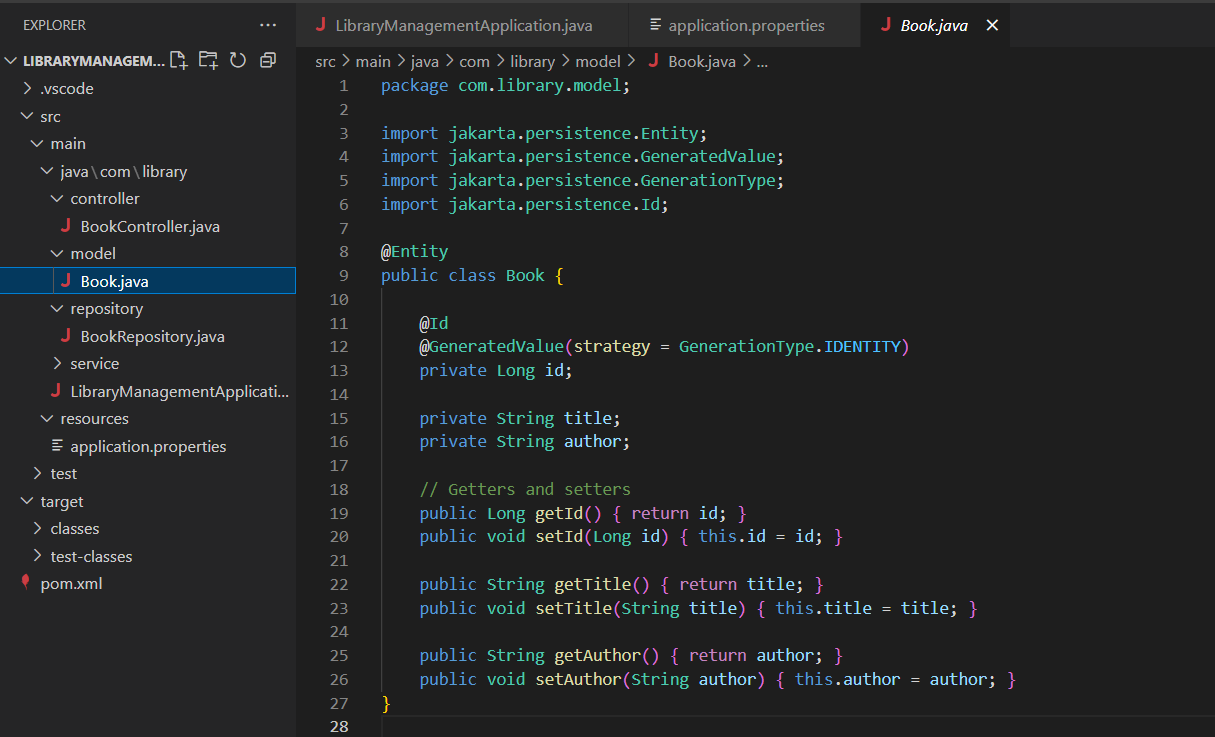 EXPLORER ...
LIBRARYMANAGEM...
.vscode
src
main
java\com\library
controller
BookController.java
model
Book.java
repository
BookRepository.java
service
LibraryManagementApplicati...
resources
application.properties
test
target
classes
test-classes
pom.xml
LibraryManagementApplication.java application.properties Book.java
src > main > java > com > library > model > Book.java > ...
1 package com.library.model;
2
3 import jakarta.persistence.Entity;
4 import jakarta.persistence.GeneratedValue;
5 import jakarta.persistence.GenerationType;
6 import jakarta.persistence.Id;
7
8 @Entity
9 public class Book {
10
11     @Id
12     @GeneratedValue(strategy = GenerationType.IDENTITY)
13     private Long id;
14
15     private String title;
16     private String author;
17
18     // Getters and setters
19     public Long getId() { return id; }
20     public void setId(Long id) { this.id = id; }
21
22     public String getTitle() { return title; }
23     public void setTitle(String title) { this.title = title; }
24
25     public String getAuthor() { return author; }
26     public void setAuthor(String author) { this.author = author; }
27 }
28